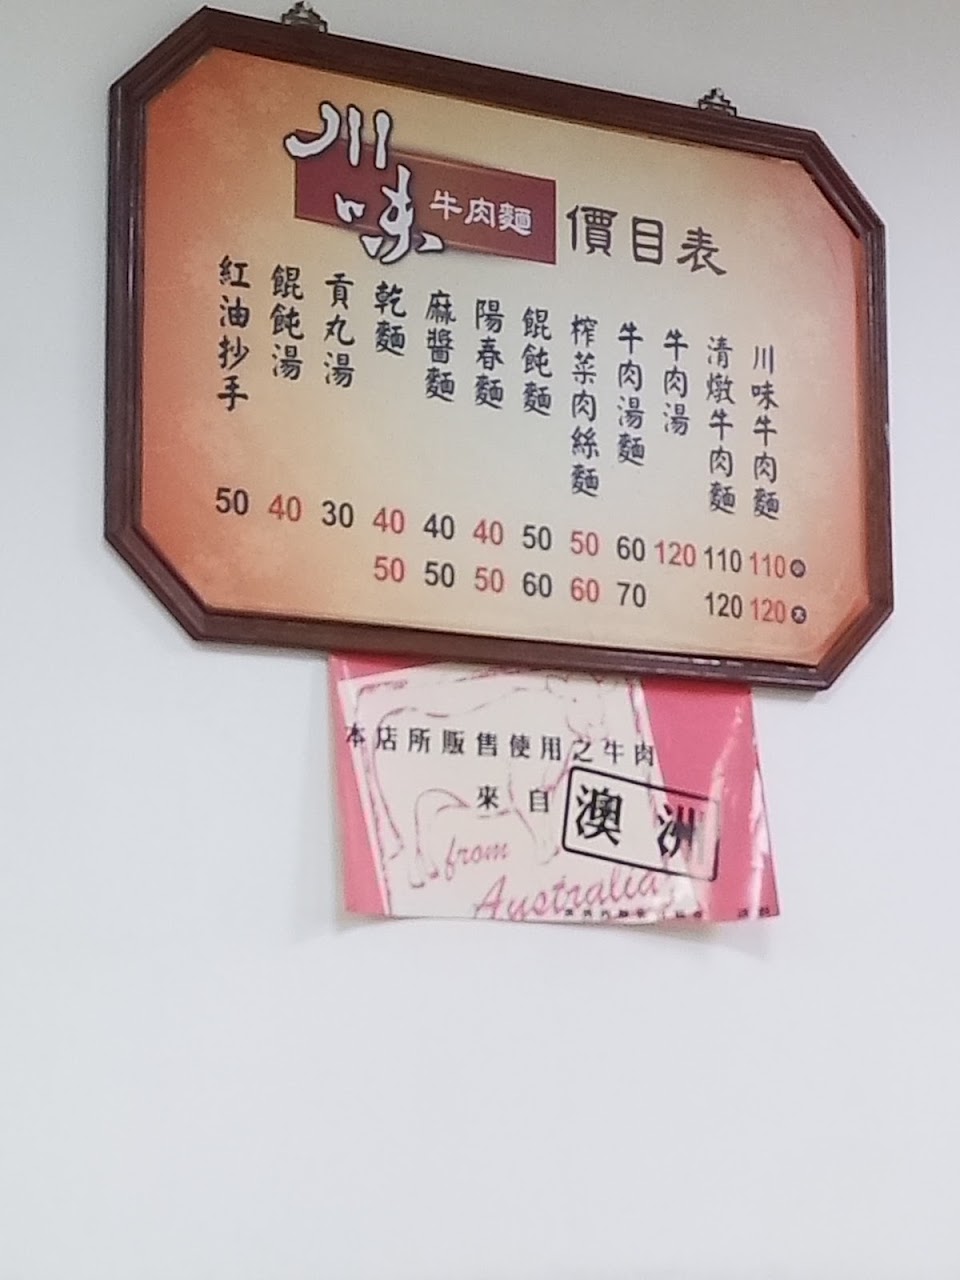 川味 牛肉麵 價目表
川味牛肉麵 110 中 120 大
清燉牛肉麵 110 120
牛肉湯 120
牛肉湯麵 60 70
榨菜肉絲麵 50 60
餛飩麵 50 60
陽春麵 40 50
麻醬麵 40 50
乾麵 40 50
貢丸湯 30
餛飩湯 40
紅油抄手 50
本店所販售使用之牛肉
來自 澳洲
from
Australia